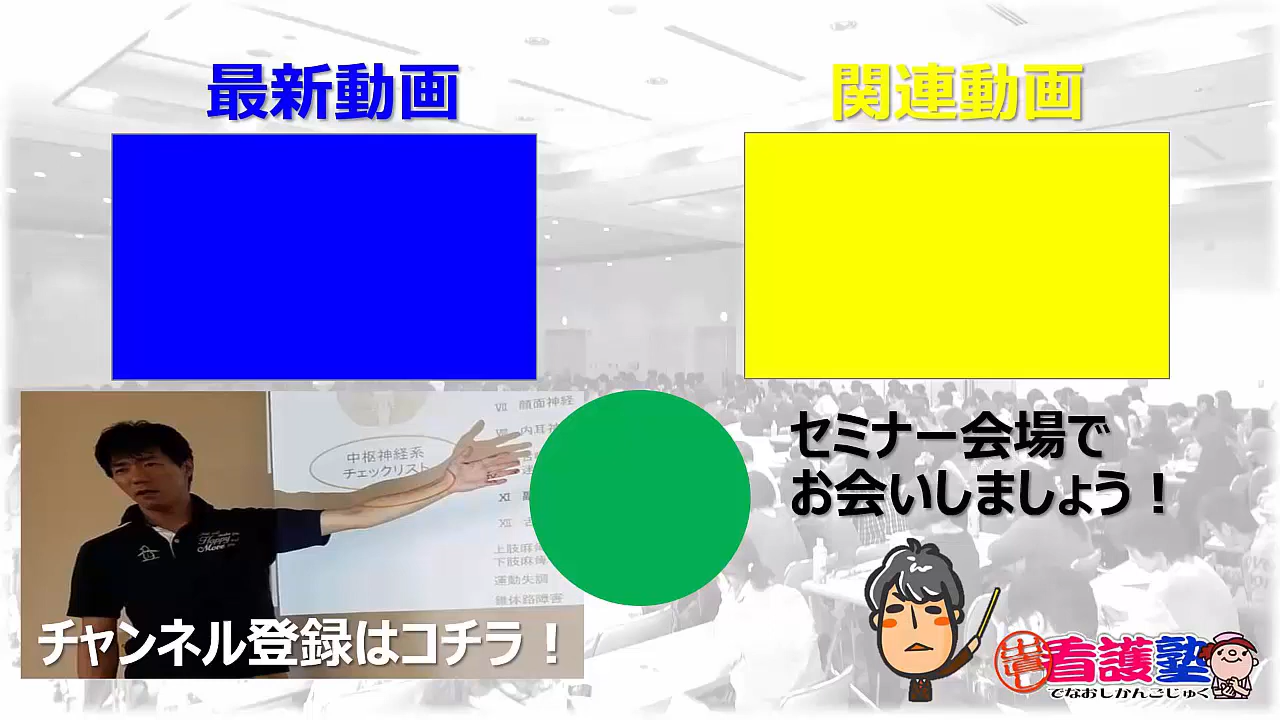 最新動画
関連動画
Ⅶ 顔面神経
中枢神経系
チェックリスト
上肢麻
下肢麻
運動失調
錐体路障害
Happy
More
チャンネル登録はコチラ！
セミナー会場で
お会いしましょう！
看護塾
でなおしかんごじゅく